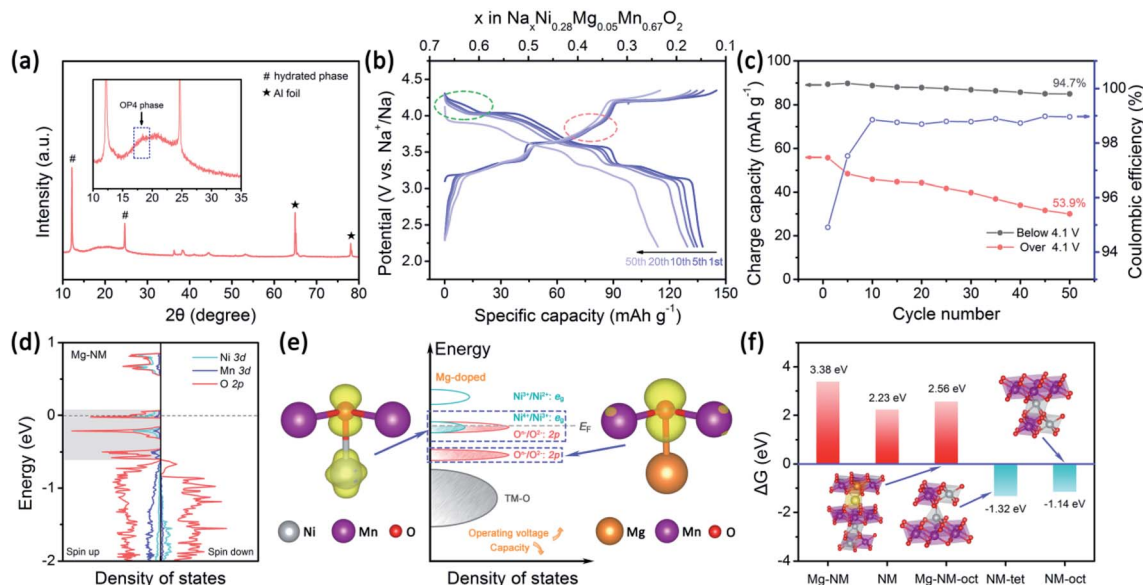 (a)
# hydrated phase
★ Al foil
OP4 phase
10 15 20 25 30 35
#
#
★
★
Intensity (a.u.)
10 20 30 40 50 60 70 80
2θ (degree)
(b)
x in NaxNi0.28Mg0.05Mn0.67O2
0.7 0.6 0.5 0.4 0.3 0.2 0.1
Potential (V vs. Na+/Na)
4.5
4.0
3.5
3.0
2.5
2.0
50th 20th 10th 5th 1st
0 30 60 90 120 150
Specific capacity (mAh g-1)
(c)
Charge capacity (mAh g-1)
100
80
60
40
20
0
94.7%
53.9%
Below 4.1 V
Over 4.1 V
100
98
96
94
Coulombic efficiency (%)
0 10 20 30 40 50
Cycle number
(d)
Mg-NM
Ni 3d
Mn 3d
O 2p
Energy (eV)
1
0
-1
-2
Spin up
Spin down
Density of states
(e)
Energy
Mg-doped
Ni3+/Ni2+: eg
Ni4+/Ni3+: eg
EF
On-/O2-: 2p
On-/O2-: 2p
TM-O
Operating voltage
Capacity
Ni Mn O
Mg Mn O
Density of states
(f)
ΔG (eV)
4
2
0
-2
-4
3.38 eV
2.23 eV
2.56 eV
-1.32 eV
-1.14 eV
Mg-NM NM Mg-NM-oct NM-tet NM-oct